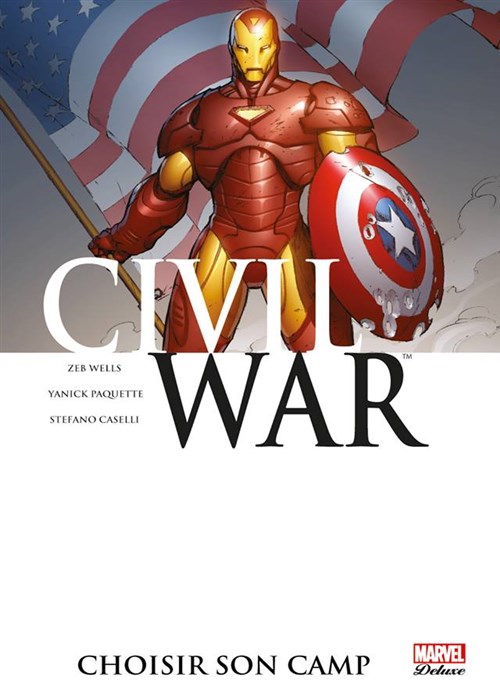 CIVIL
WAR™
ZEB WELLS
YANICK PAQUETTE
STEFANO CASELLI
CHOISIR SON CAMP
MARVEL
Deluxe